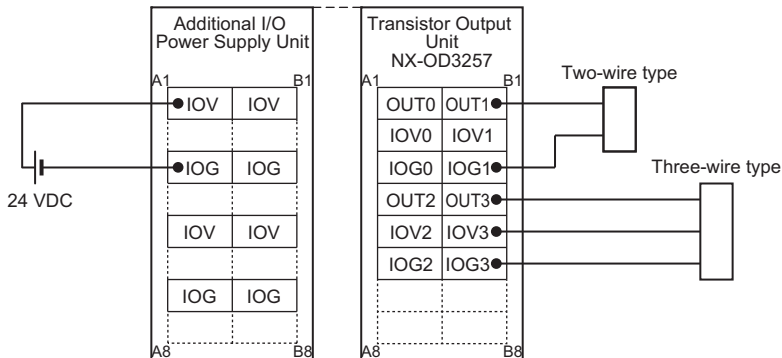 Additional I/O
Power Supply Unit
Transistor Output
Unit
NX-OD3257
A1 B1 A1 B1
Two-wire type
IOV IOV OUT0 OUT1
IOV0 IOV1
IOG IOG IOG0 IOG1
Three-wire type
24 VDC
OUT2 OUT3
IOV IOV IOV2 IOV3
IOG2 IOG3
IOG IOG
A8 B8 A8 B8